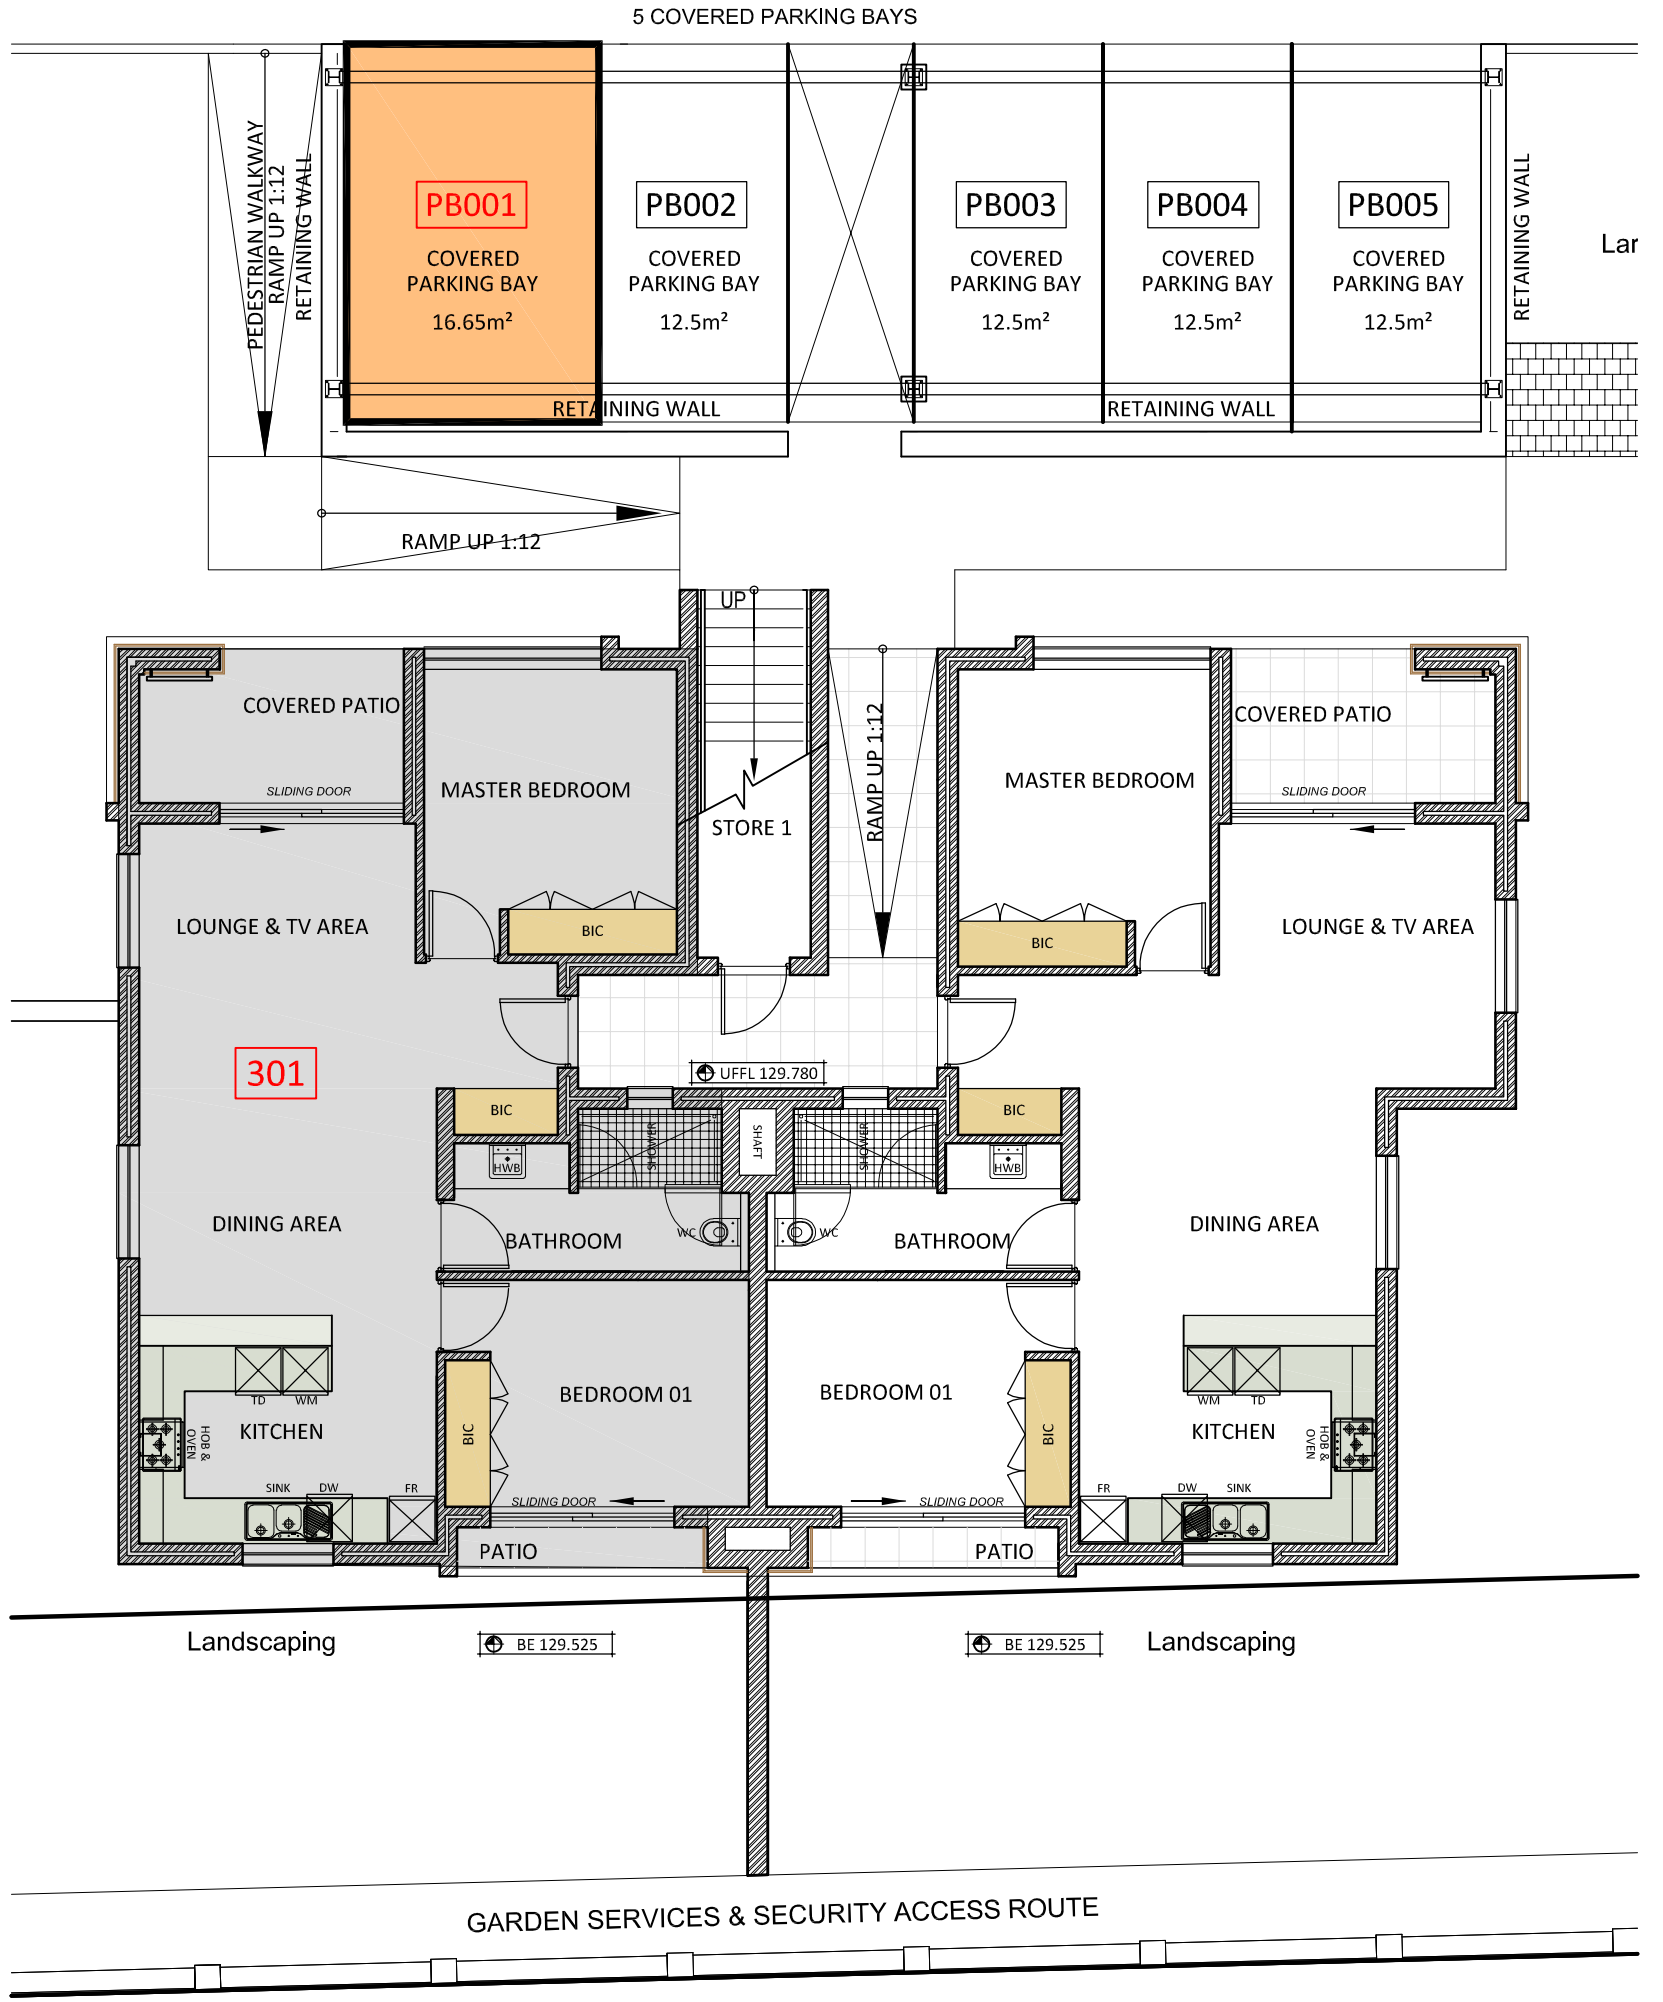 5 COVERED PARKING BAYS
PEDESTRIAN WALKWAY
RAMP UP 1:12
RETAINING WALL
PB001
COVERED
PARKING BAY
16.65m²
PB002
COVERED
PARKING BAY
12.5m²
PB003
COVERED
PARKING BAY
12.5m²
PB004
COVERED
PARKING BAY
12.5m²
PB005
COVERED
PARKING BAY
12.5m²
RETAINING WALL
Lar
RETAINING WALL
RETAINING WALL
RAMP UP 1:12
UP
COVERED PATIO
SLIDING DOOR
MASTER BEDROOM
STORE 1
RAMP UP 1:12
MASTER BEDROOM
COVERED PATIO
SLIDING DOOR
LOUNGE & TV AREA
BIC
BIC
LOUNGE & TV AREA
301
UFFL 129.780
BIC
BIC
SHOWER
SHAFT
SHOWER
HWB
HWB
DINING AREA
BATHROOM
WC
WC
BATHROOM
DINING AREA
TD
WM
BEDROOM 01
BEDROOM 01
WM
TD
KITCHEN
HOB &
OVEN
BIC
BIC
KITCHEN
HOB &
OVEN
SINK
DW
FR
SLIDING DOOR
SLIDING DOOR
FR
DW
SINK
PATIO
PATIO
Landscaping
BE 129.525
BE 129.525
Landscaping
GARDEN SERVICES & SECURITY ACCESS ROUTE